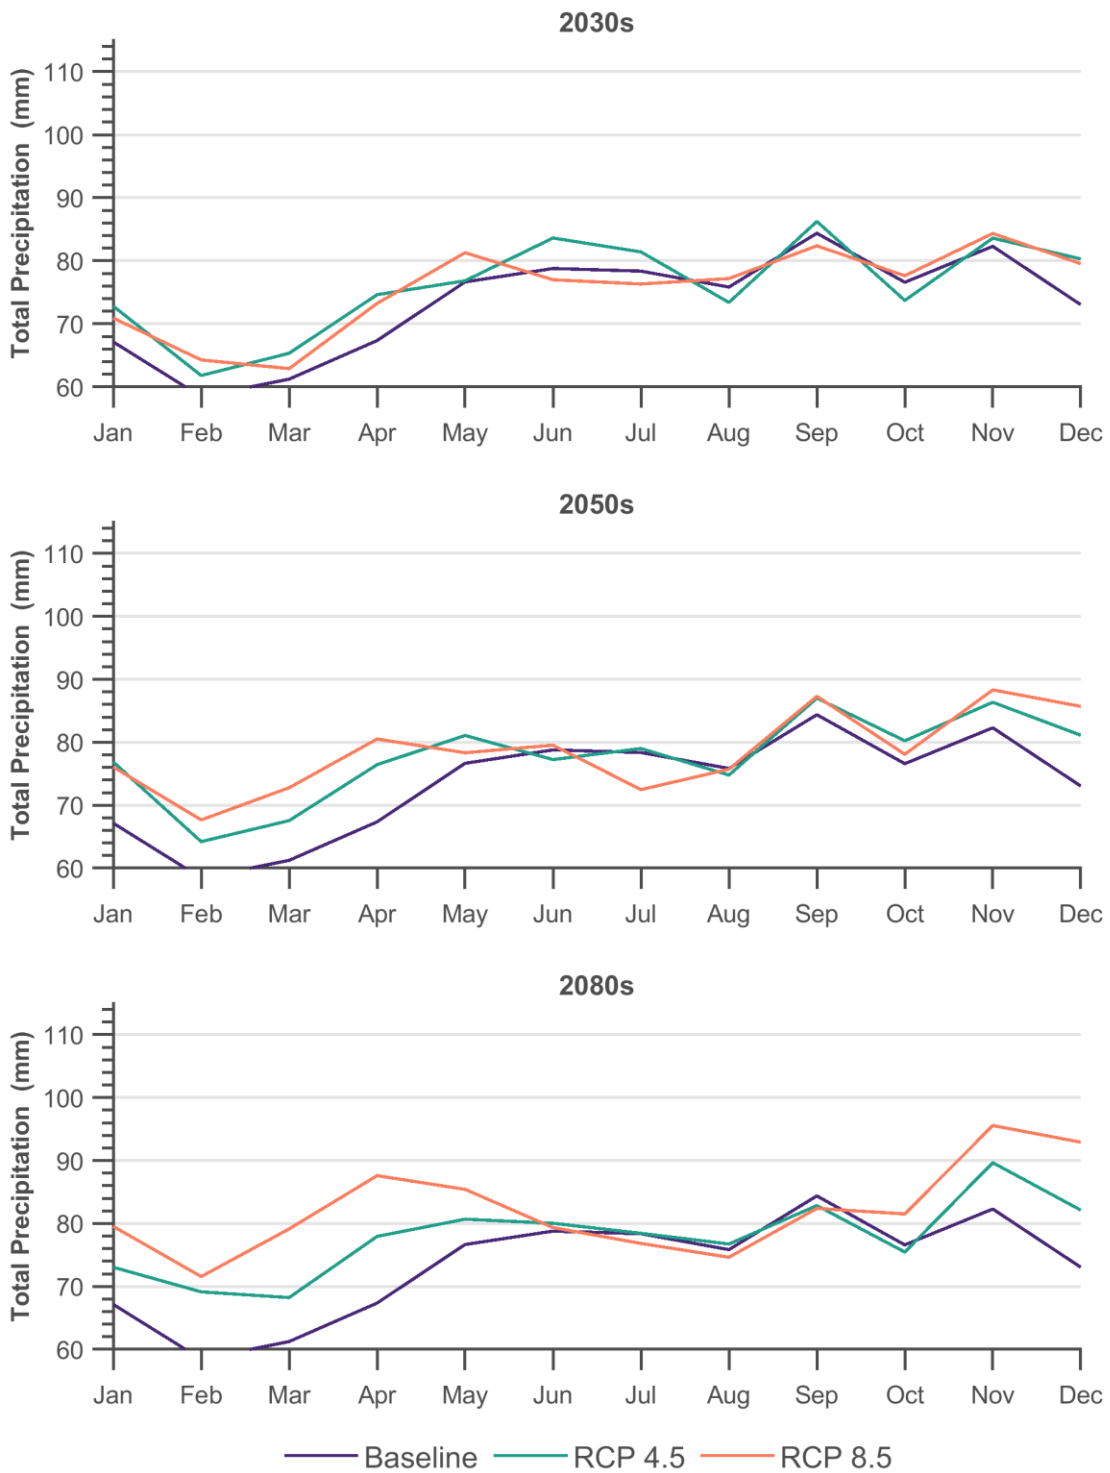 2030s
Total Precipitation (mm)
110
100
90
80
70
60
Jan Feb Mar Apr May Jun Jul Aug Sep Oct Nov Dec
2050s
Total Precipitation (mm)
110
100
90
80
70
60
Jan Feb Mar Apr May Jun Jul Aug Sep Oct Nov Dec
2080s
Total Precipitation (mm)
110
100
90
80
70
60
Jan Feb Mar Apr May Jun Jul Aug Sep Oct Nov Dec
Baseline RCP 4.5 RCP 8.5